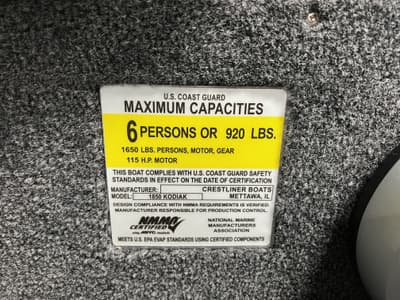 U.S. COAST GUARD
MAXIMUM CAPACITIES
6 PERSONS OR 920 LBS.
1650 LBS. PERSONS, MOTOR, GEAR
115 H.P. MOTOR
THIS BOAT COMPLIES WITH U.S. COAST GUARD SAFETY
STANDARDS IN EFFECT ON THE DATE OF CERTIFICATION
MANUFACTURER: CRESTLINER BOATS
MODEL: 1850 KODIAK METTAWA, IL
DESIGN COMPLIANCE WITH NMMA REQUIREMENTS IS VERIFIED.
MANUFACTURER RESPONSIBLE FOR PRODUCTION CONTROL.
NMMA
CERTIFIED
NATIONAL MARINE
MANUFACTURERS
ASSOCIATION
MEETS U.S. EPA EVAP STANDARDS USING CERTIFIED COMPONENTS